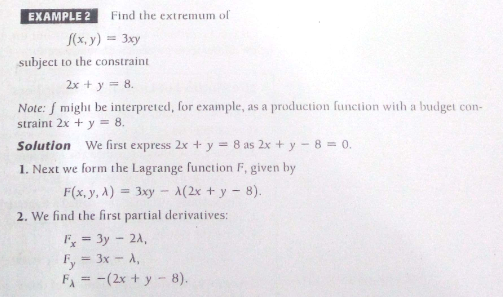 EXAMPLE 2 Find the extremum of
f(x, y) = 3xy
subject to the constraint
2x + y = 8.
Note: f might be interpreted, for example, as a production function with a budget con-
straint 2x + y = 8.
Solution We first express 2x + y = 8 as 2x + y − 8 = 0.
1. Next we form the Lagrange function F, given by
F(x, y, λ) = 3xy − λ(2x + y − 8).
2. We find the first partial derivatives:
Fₓ = 3y − 2λ,
Fᵧ = 3x − λ,
F_λ = −(2x + y − 8).